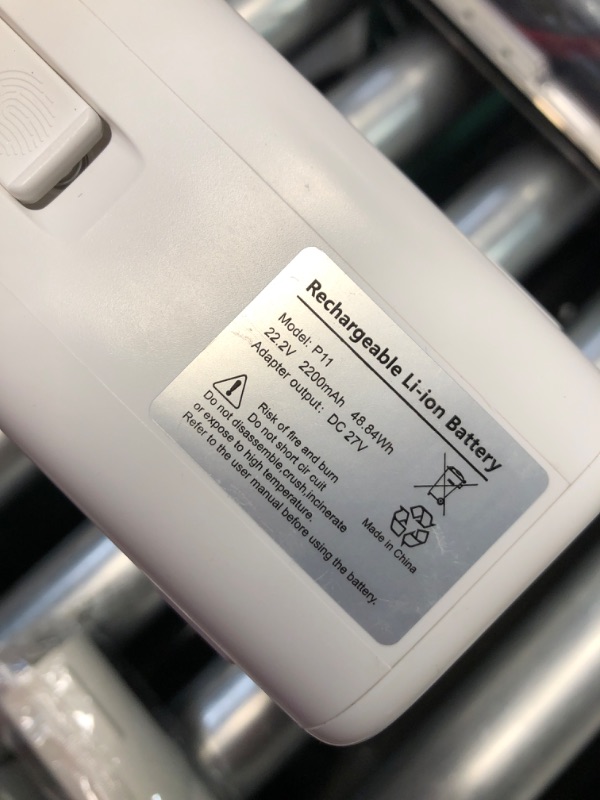 Rechargeable Li-ion Battery
Model: P11
22.2V 2200mAh 48.84Wh
Adapter output: DC 27V
Risk of fire and burn
Do not short cir cuit
Do not disassemble,crush,incinerate
or expose to high temperature.
Refer to the user manual before using the battery.
Made in China